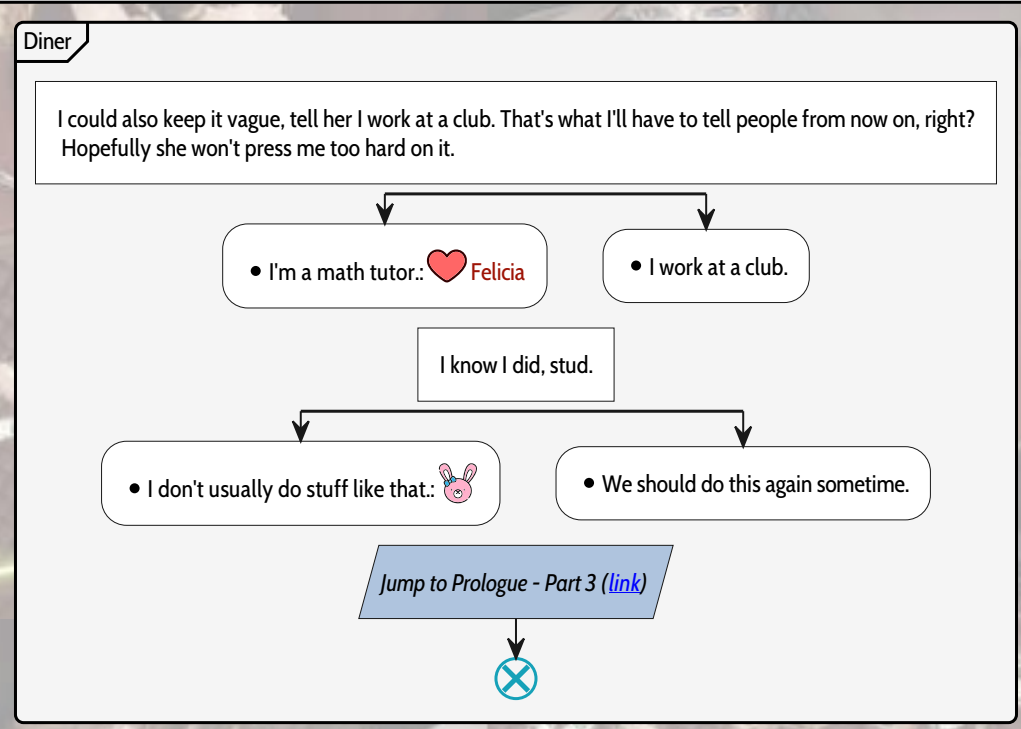 Diner
I could also keep it vague, tell her I work at a club. That's what I'll have to tell people from now on, right?
Hopefully she won't press me too hard on it.
• I'm a math tutor.: Felicia
• I work at a club.
I know I did, stud.
• I don't usually do stuff like that.:
• We should do this again sometime.
Jump to Prologue - Part 3 (link)